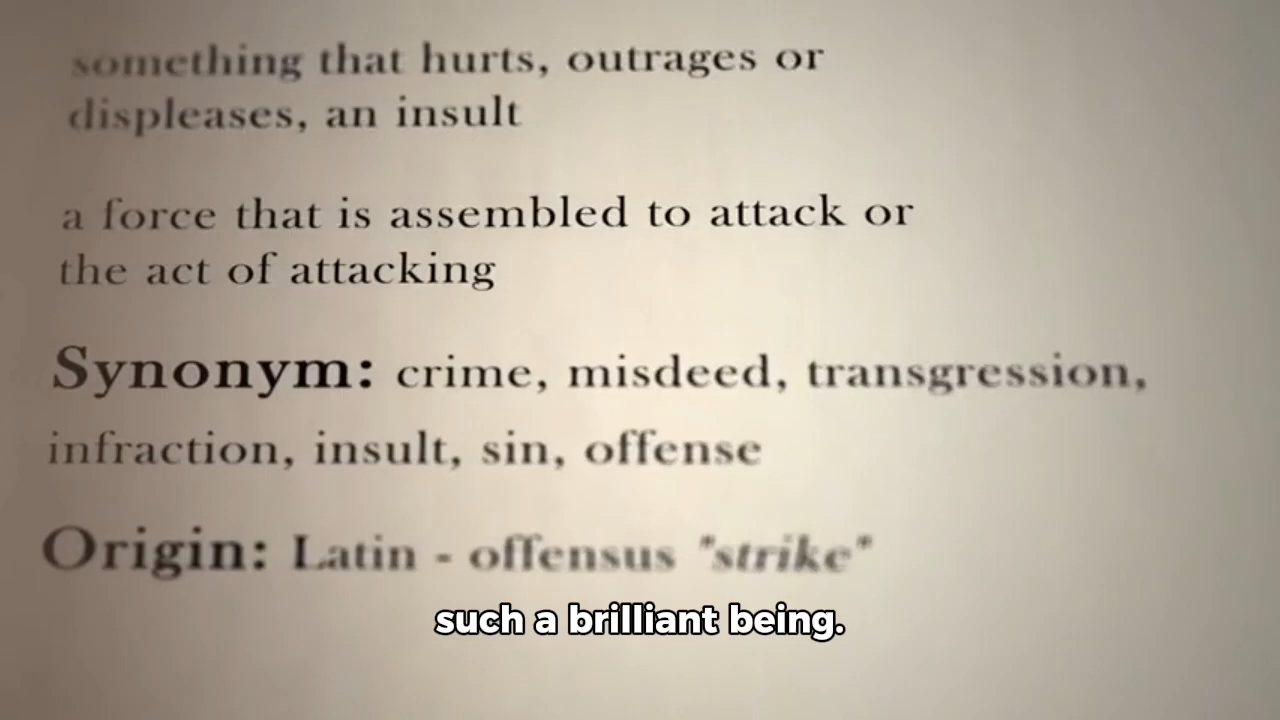 something that hurts, outrages or
displeases, an insult
a force that is assembled to attack or
the act of attacking
Synonym: crime, misdeed, transgression,
infraction, insult, sin, offense
Origin: Latin - offensus "strike"
such a brilliant being.